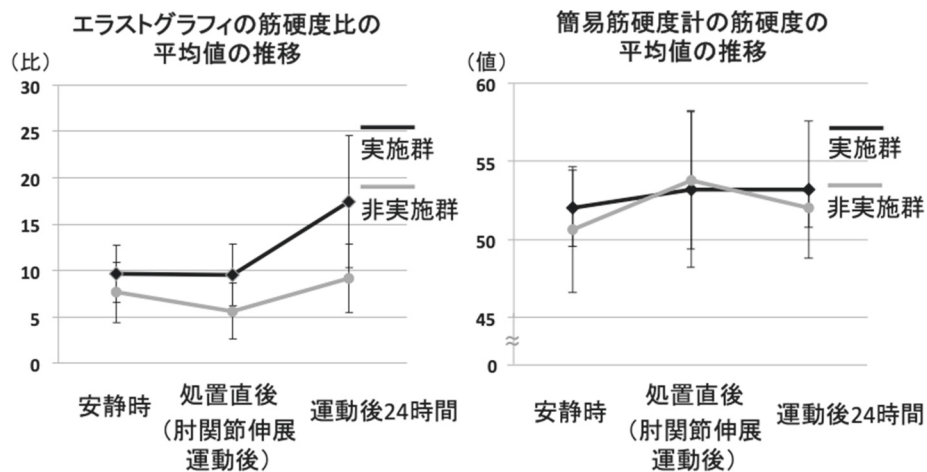 エラストグラフィの筋硬度比の
平均値の推移
（比）
30
25
20
15
10
5
0
実施群
非実施群
安静時
処置直後
（肘関節伸展
運動後）
運動後24時間
簡易筋硬度計の筋硬度の
平均値の推移
（値）
60
55
50
45
0
実施群
非実施群
安静時
処置直後
（肘関節伸展
運動後）
運動後24時間